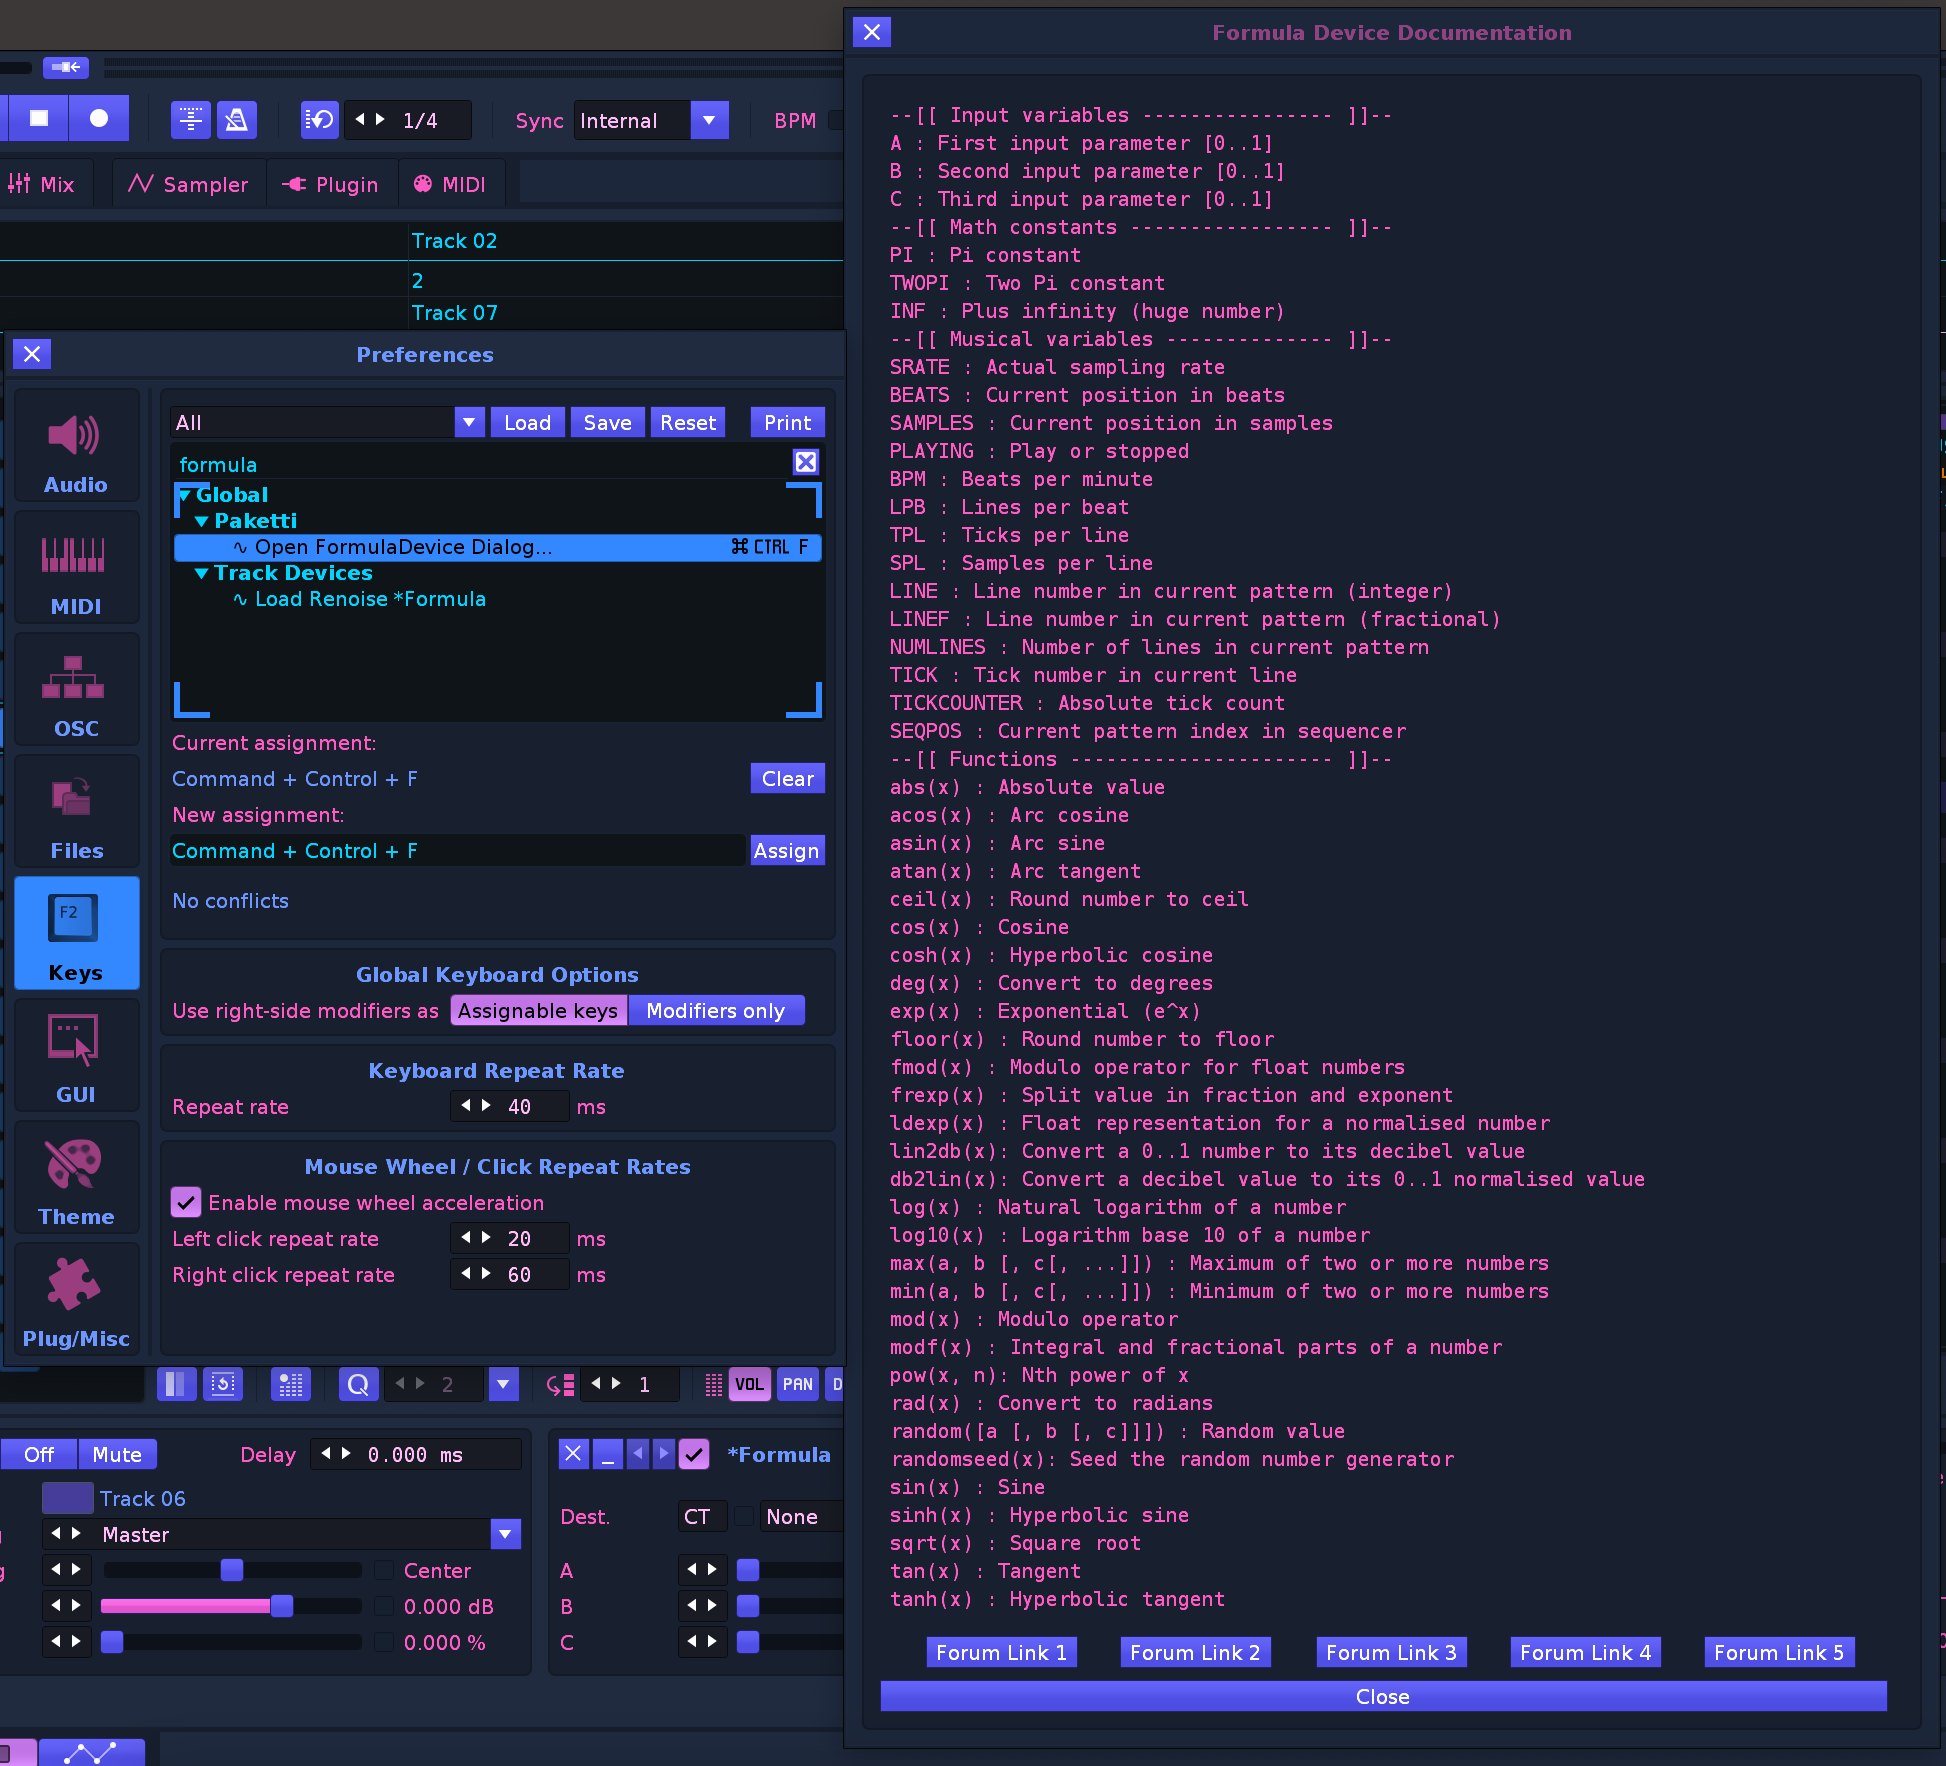 1/4
Sync
Internal
BPM
Mix
Sampler
Plugin
MIDI
Track 02
2
Track 07
Preferences
Audio
MIDI
OSC
Files
F2
Keys
GUI
Theme
Plug/Misc
All
Load
Save
Reset
Print
formula
Global
Paketti
∿ Open FormulaDevice Dialog... ⌘ CTRL F
Track Devices
∿ Load Renoise *Formula
Current assignment:
Command + Control + F
Clear
New assignment:
Command + Control + F
Assign
No conflicts
Global Keyboard Options
Use right-side modifiers as
Assignable keys
Modifiers only
Keyboard Repeat Rate
Repeat rate
40
ms
Mouse Wheel / Click Repeat Rates
Enable mouse wheel acceleration
Left click repeat rate
20
ms
Right click repeat rate
60
ms
Q
2
1
VOL
PAN
Off
Mute
Delay
0.000 ms
Track 06
Master
Center
0.000 dB
0.000 %
*Formula
Dest.
CT
None
A
B
C
Formula Device Documentation
--[[ Input variables ---------------- ]]--
A : First input parameter [0..1]
B : Second input parameter [0..1]
C : Third input parameter [0..1]
--[[ Math constants ----------------- ]]--
PI : Pi constant
TWOPI : Two Pi constant
INF : Plus infinity (huge number)
--[[ Musical variables -------------- ]]--
SRATE : Actual sampling rate
BEATS : Current position in beats
SAMPLES : Current position in samples
PLAYING : Play or stopped
BPM : Beats per minute
LPB : Lines per beat
TPL : Ticks per line
SPL : Samples per line
LINE : Line number in current pattern (integer)
LINEF : Line number in current pattern (fractional)
NUMLINES : Number of lines in current pattern
TICK : Tick number in current line
TICKCOUNTER : Absolute tick count
SEQPOS : Current pattern index in sequencer
--[[ Functions ---------------------- ]]--
abs(x) : Absolute value
acos(x) : Arc cosine
asin(x) : Arc sine
atan(x) : Arc tangent
ceil(x) : Round number to ceil
cos(x) : Cosine
cosh(x) : Hyperbolic cosine
deg(x) : Convert to degrees
exp(x) : Exponential (e^x)
floor(x) : Round number to floor
fmod(x) : Modulo operator for float numbers
frexp(x) : Split value in fraction and exponent
ldexp(x) : Float representation for a normalised number
lin2db(x): Convert a 0..1 number to its decibel value
db2lin(x): Convert a decibel value to its 0..1 normalised value
log(x) : Natural logarithm of a number
log10(x) : Logarithm base 10 of a number
max(a, b [, c[, ...]]) : Maximum of two or more numbers
min(a, b [, c[, ...]]) : Minimum of two or more numbers
mod(x) : Modulo operator
modf(x) : Integral and fractional parts of a number
pow(x, n): Nth power of x
rad(x) : Convert to radians
random([a [, b [, c]]]) : Random value
randomseed(x): Seed the random number generator
sin(x) : Sine
sinh(x) : Hyperbolic sine
sqrt(x) : Square root
tan(x) : Tangent
tanh(x) : Hyperbolic tangent
Forum Link 1
Forum Link 2
Forum Link 3
Forum Link 4
Forum Link 5
Close